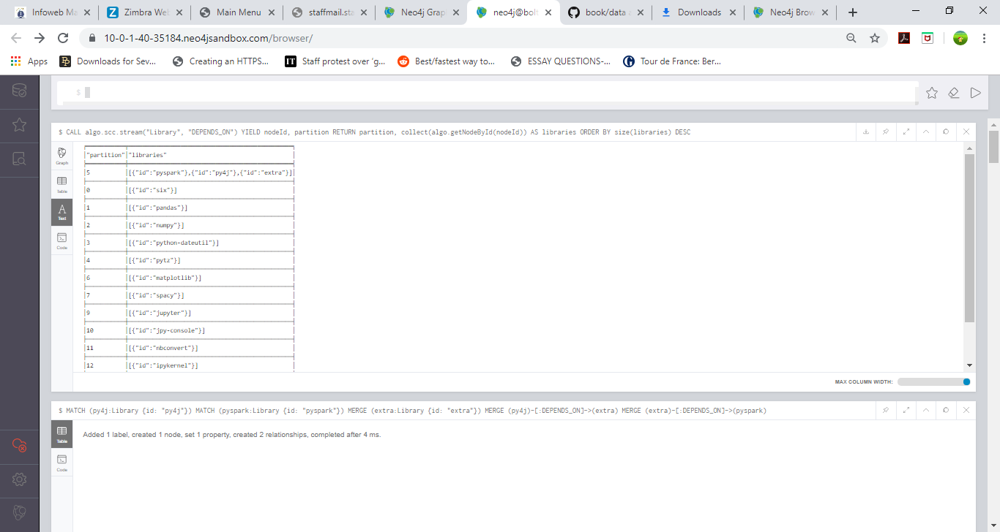 Infoweb Ma
Zimbra Web
Main Menu
staffmail.sta
Neo4j Grap
neo4j@bolt
book/data a
Downloads
Neo4j Brow
10-0-1-40-35184.neo4jsandbox.com/browser/
Apps
Downloads for Sev...
Creating an HTTPS...
Staff protest over 'g...
Best/fastest way to...
ESSAY QUESTIONS-...
Tour de France: Ber...
$
$ CALL algo.scc.stream("Library", "DEPENDS_ON") YIELD nodeId, partition RETURN partition, collect(algo.getNodeById(nodeId)) AS libraries ORDER BY size(libraries) DESC
Graph
Table
Text
Code
"partition" "libraries"
5 [{"id":"pyspark"},{"id":"py4j"},{"id":"extra"}]
0 [{"id":"six"}]
1 [{"id":"pandas"}]
2 [{"id":"numpy"}]
3 [{"id":"python-dateutil"}]
4 [{"id":"pytz"}]
6 [{"id":"matplotlib"}]
7 [{"id":"spacy"}]
9 [{"id":"jupyter"}]
10 [{"id":"jpy-console"}]
11 [{"id":"nbconvert"}]
12 [{"id":"ipykernel"}]
MAX COLUMN WIDTH:
$ MATCH (py4j:Library {id: "py4j"}) MATCH (pyspark:Library {id: "pyspark"}) MERGE (extra:Library {id: "extra"}) MERGE (py4j)-[:DEPENDS_ON]->(extra) MERGE (extra)-[:DEPENDS_ON]->(pyspark)
Table
Code
Added 1 label, created 1 node, set 1 property, created 2 relationships, completed after 4 ms.